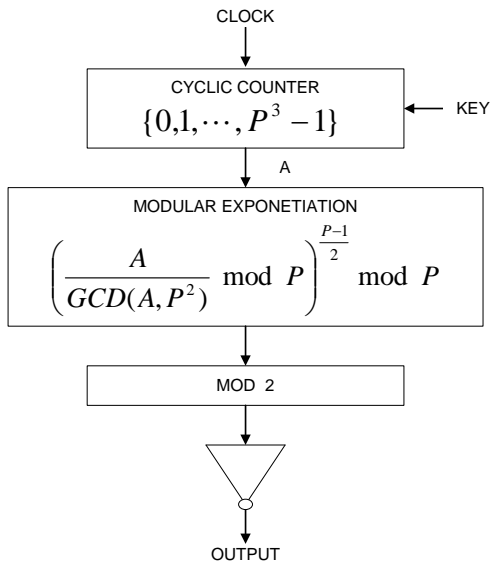 CLOCK
CYCLIC COUNTER
{0,1,⋯, P³ −1}
KEY
A
MODULAR EXPONETIATION
(A / GCD(A, P²) mod P)^((P−1)/2) mod P
MOD 2
OUTPUT